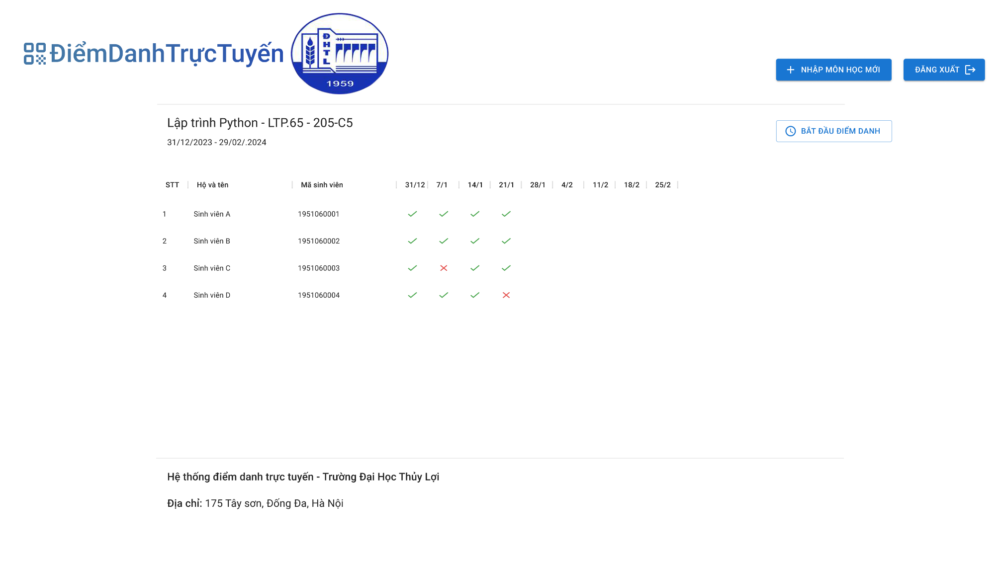 ĐiểmDanhTrựcTuyến
ĐHTL
1959
NHẬP MÔN HỌC MỚI
ĐĂNG XUẤT
Lập trình Python - LTP.65 - 205-C5
BẮT ĐẦU ĐIỂM DANH
31/12/2023 - 29/02/.2024
STT Hộ và tên Mã sinh viên 31/12 7/1 14/1 21/1 28/1 4/2 11/2 18/2 25/2
1 Sinh viên A 1951060001
2 Sinh viên B 1951060002
3 Sinh viên C 1951060003
4 Sinh viên D 1951060004
Hệ thống điểm danh trực tuyến - Trường Đại Học Thủy Lợi
Địa chỉ: 175 Tây sơn, Đống Đa, Hà Nội